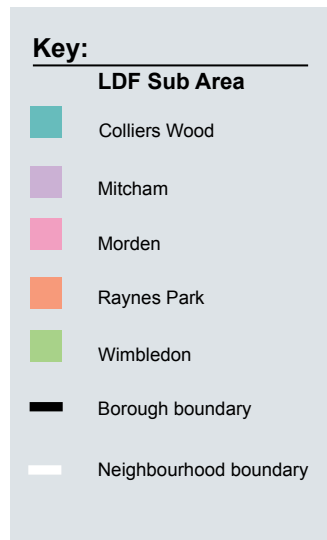 Key:
LDF Sub Area
Colliers Wood
Mitcham
Morden
Raynes Park
Wimbledon
Borough boundary
Neighbourhood boundary